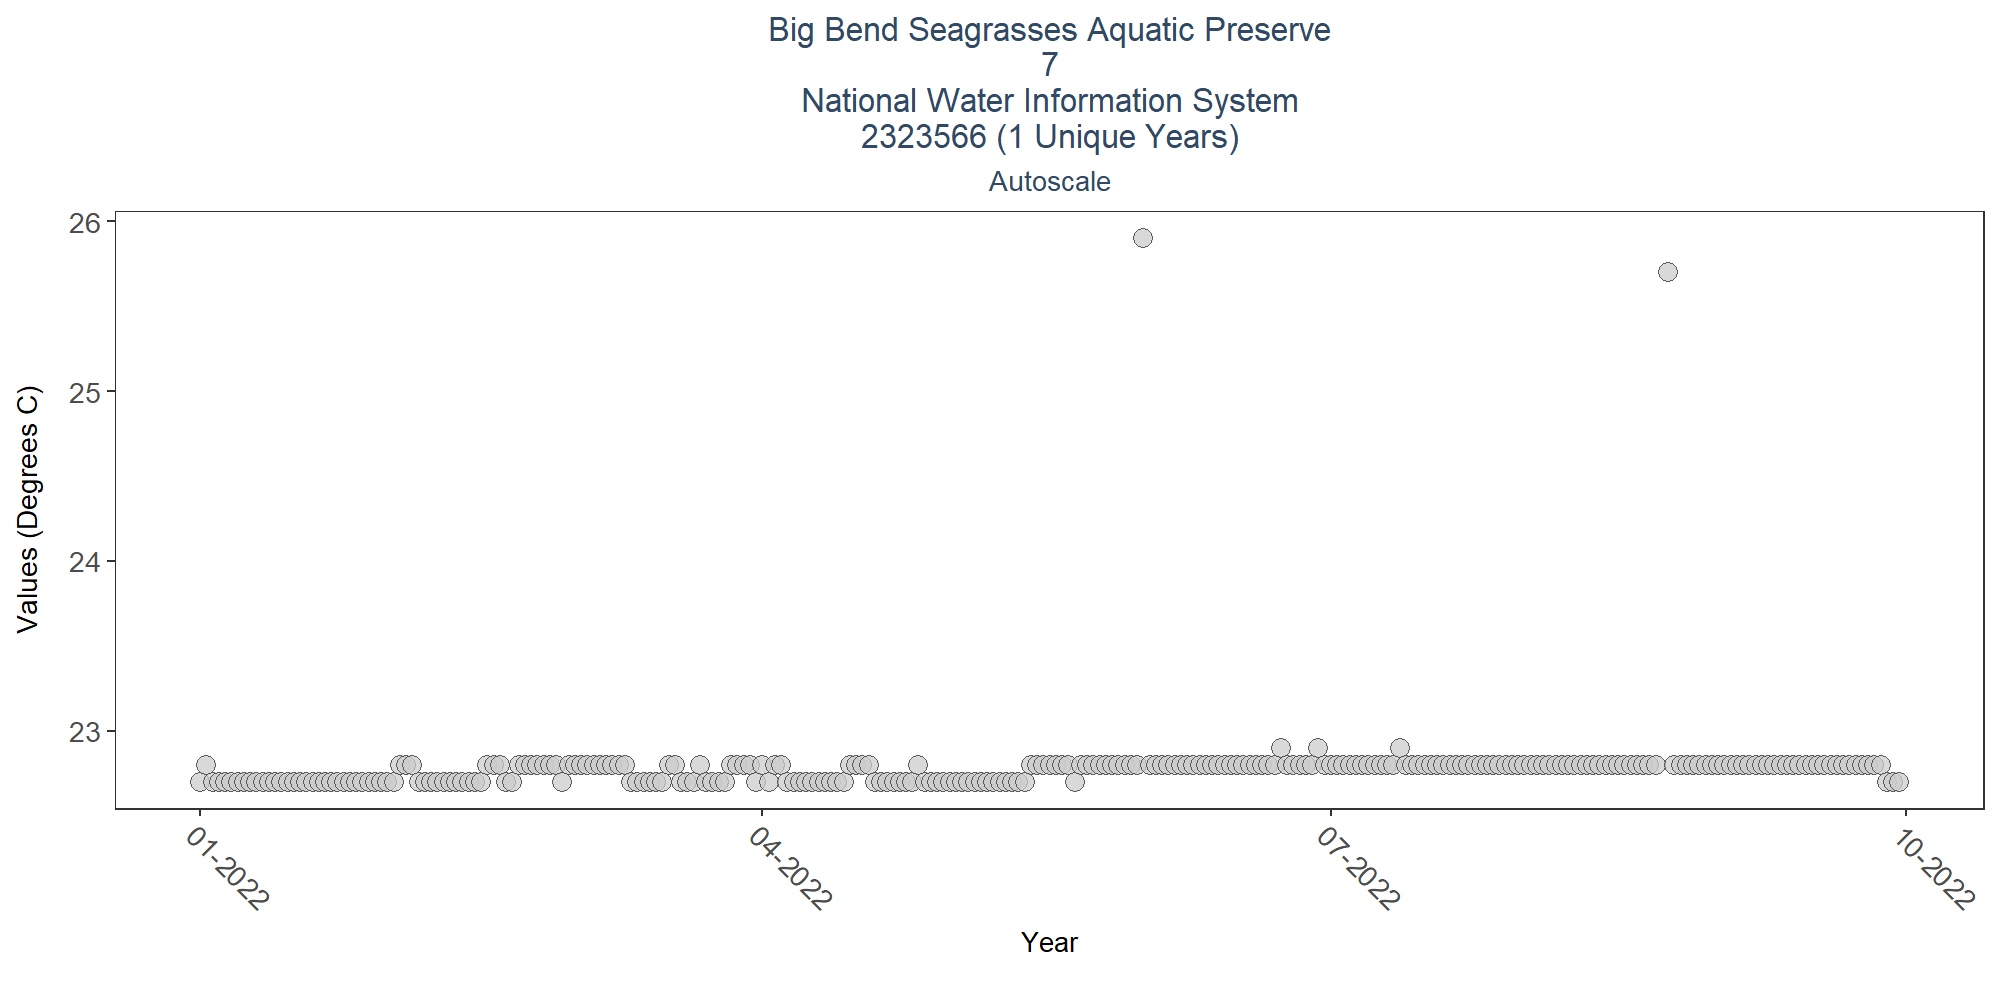 Big Bend Seagrasses Aquatic Preserve
7
National Water Information System
2323566 (1 Unique Years)
Autoscale
26
25
24
23
Values (Degrees C)
01-2022
04-2022
07-2022
10-2022
Year